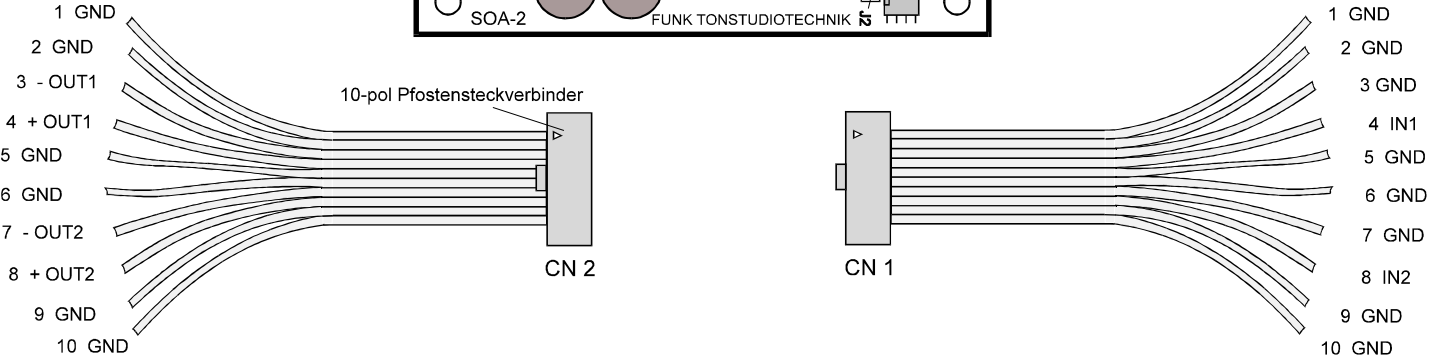 SOA-2
FUNK TONSTUDIOTECHNIK
J2
1 GND
2 GND
3 - OUT1
4 + OUT1
5 GND
6 GND
7 - OUT2
8 + OUT2
9 GND
10 GND
10-pol Pfostensteckverbinder
CN 2
CN 1
1 GND
2 GND
3 GND
4 IN1
5 GND
6 GND
7 GND
8 IN2
9 GND
10 GND